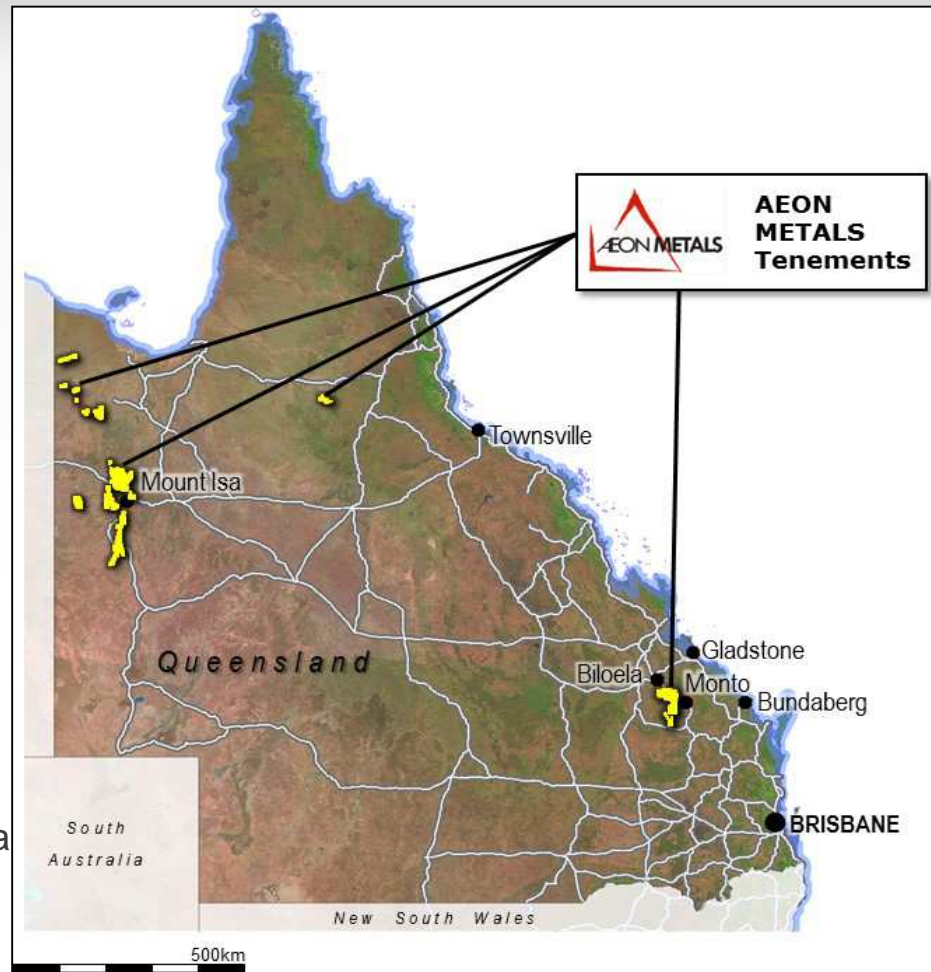 AEON METALS
AEON
METALS
Tenements
Townsville
Mount Isa
Queensland
Gladstone
Biloela
Monto
Bundaberg
BRISBANE
South
Australia
a
New South Wales
500km